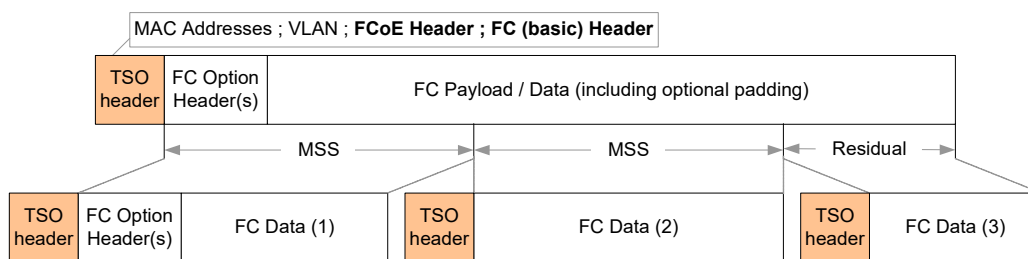 MAC Addresses ; VLAN ; FCoE Header ; FC (basic) Header
TSO
header
FC Option
Header(s)
FC Payload / Data (including optional padding)
MSS
MSS
Residual
TSO
header
FC Option
Header(s)
FC Data (1)
TSO
header
FC Data (2)
TSO
header
FC Data (3)